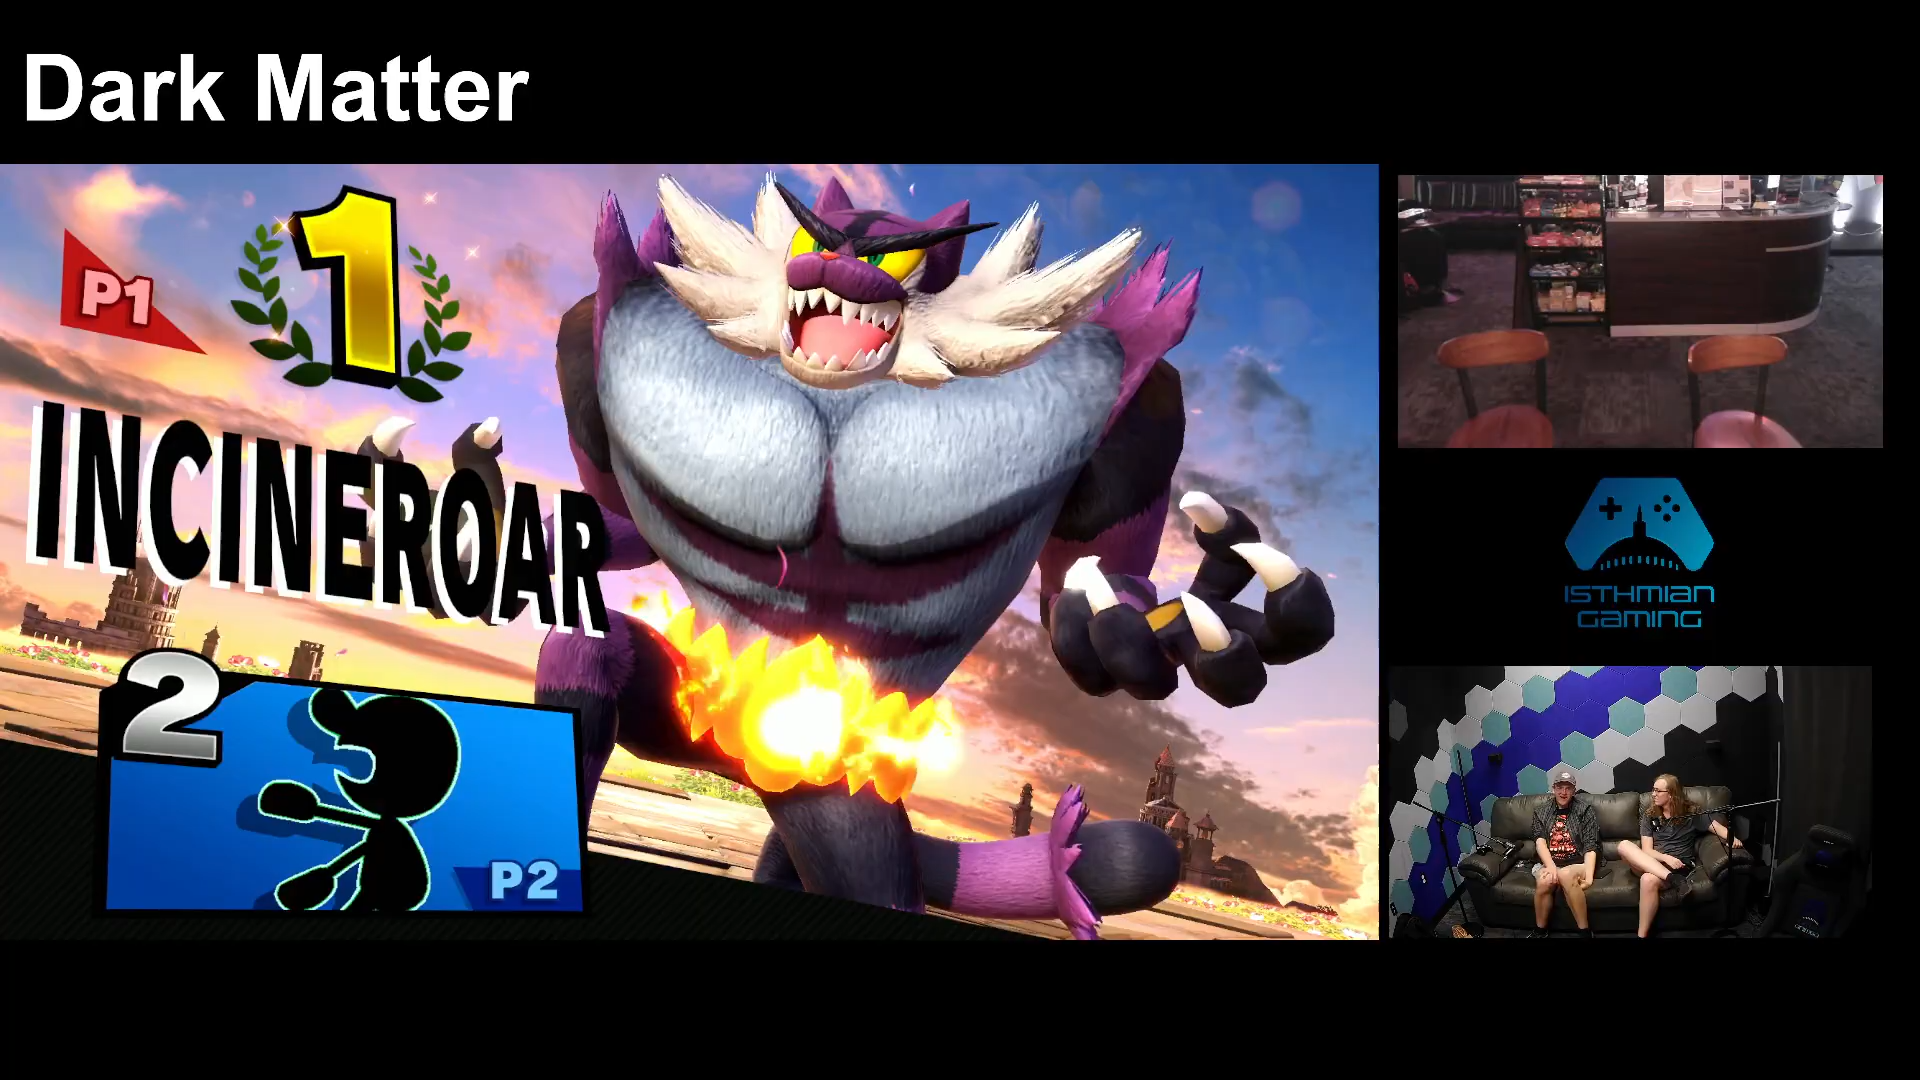 Dark Matter
P1
1
INCINEROAR
2
P2
ISTHMIAN
GAMING